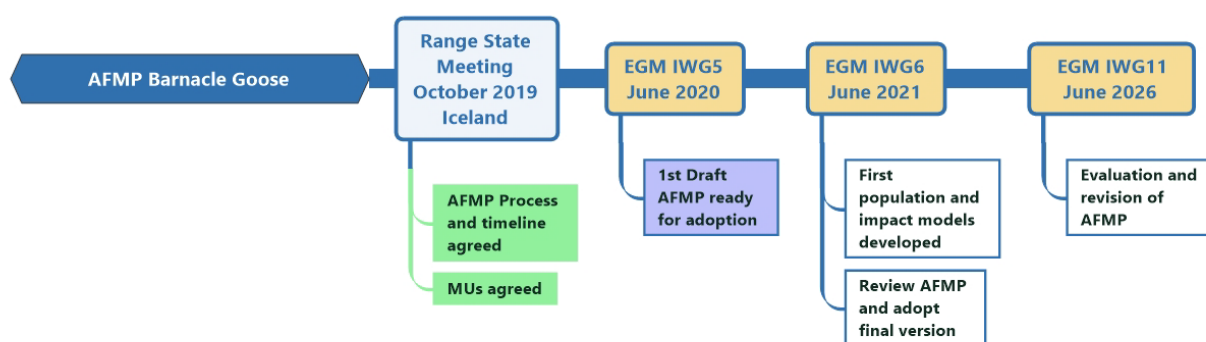 AFMP Barnacle Goose
Range State
Meeting
October 2019
Iceland
AFMP Process
and timeline
agreed
MUs agreed
EGM IWG5
June 2020
1st Draft
AFMP ready
for adoption
EGM IWG6
June 2021
First
population and
impact models
developed
Review AFMP
and adopt
final version
EGM IWG11
June 2026
Evaluation and
revision of
AFMP